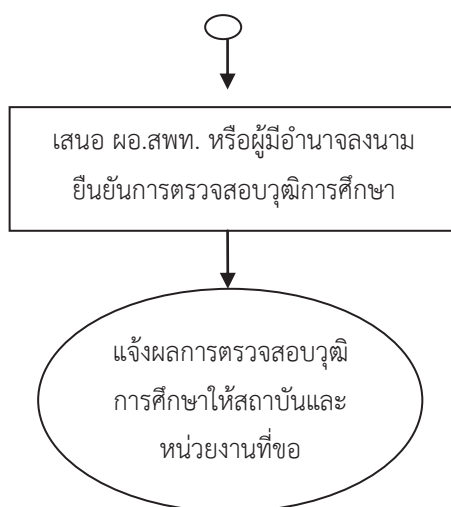 เสนอ ผอ.สพท. หรือผู้มีอำนาจลงนาม
ยืนยันการตรวจสอบวุฒิการศึกษา
แจ้งผลการตรวจสอบวุฒิ
การศึกษาให้สถาบันและ
หน่วยงานที่ขอ